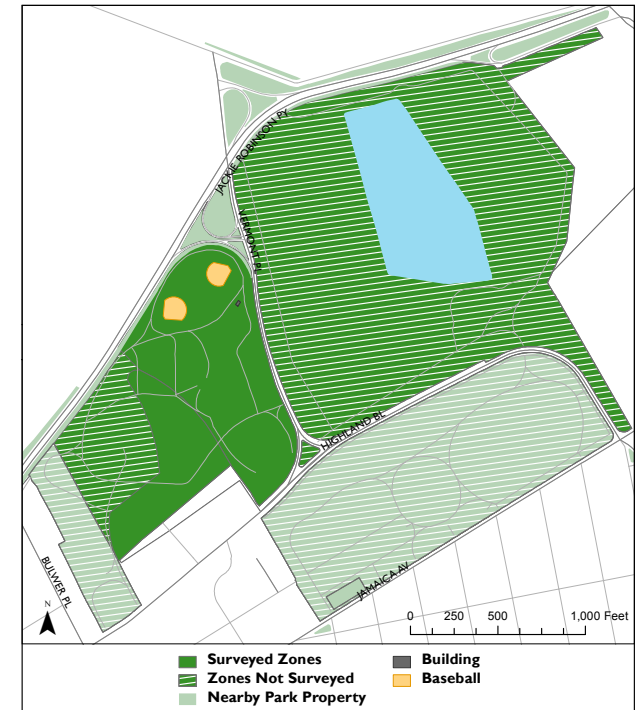 JACKIE ROBINSON PY
VERMONT PL
HIGHLAND BL
BULWER PL
JAMAICA AV
N
0 250 500 1,000 Feet
Surveyed Zones
Zones Not Surveyed
Nearby Park Property
Building
Baseball